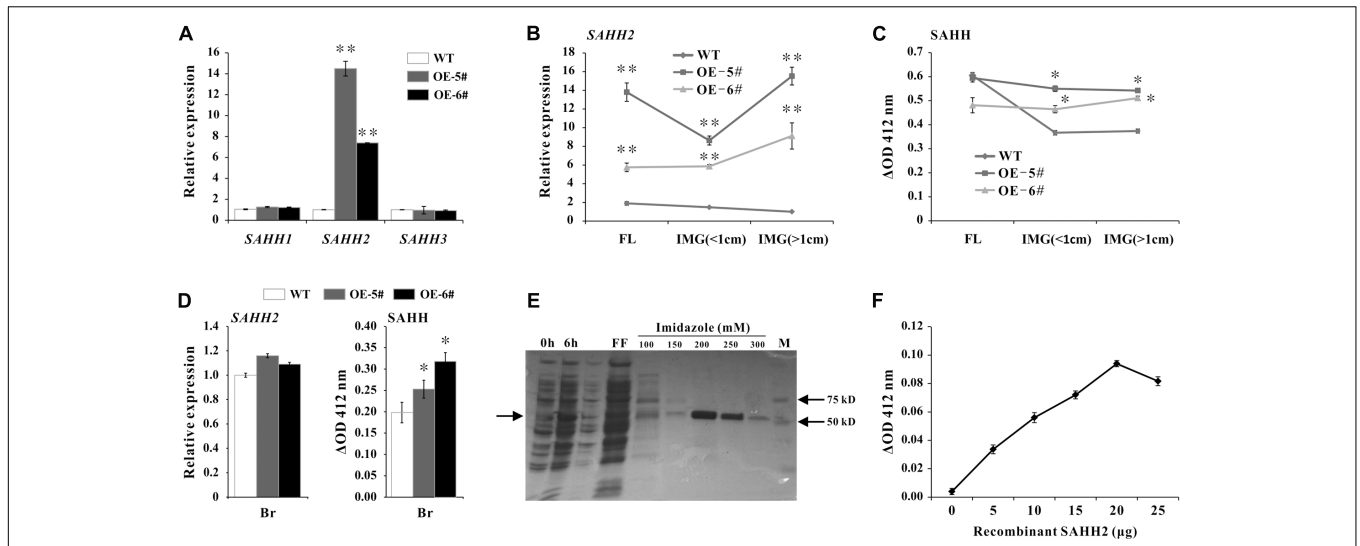 A
WT
OE-5#
OE-6#
Relative expression
16
14
12
10
8
6
4
2
0
**
**
SAHH1 SAHH2 SAHH3
B
SAHH2
WT
OE-5#
OE-6#
Relative expression
18
16
14
12
10
8
6
4
2
0
** ** **
** ** **
FL IMG(<1cm) IMG(>1cm)
C
SAHH
ΔOD 412 nm
0.7
0.6
0.5
0.4
0.3
0.2
0.1
0
* *
* *
WT
OE-5#
OE-6#
FL IMG(<1cm) IMG(>1cm)
D
WT OE-5# OE-6#
SAHH2
Relative expression
1.4
1.2
1.0
0.8
0.6
0.4
0.2
0
Br
SAHH
ΔOD 412 nm
0.40
0.35
0.30
0.25
0.20
0.15
0.10
0.05
0.00
* *
Br
E
Imidazole (mM)
0h 6h FF 100 150 200 250 300 M
75 kD
50 kD
F
ΔOD 412 nm
0.12
0.10
0.08
0.06
0.04
0.02
0.00
0 5 10 15 20 25
Recombinant SAHH2 (μg)